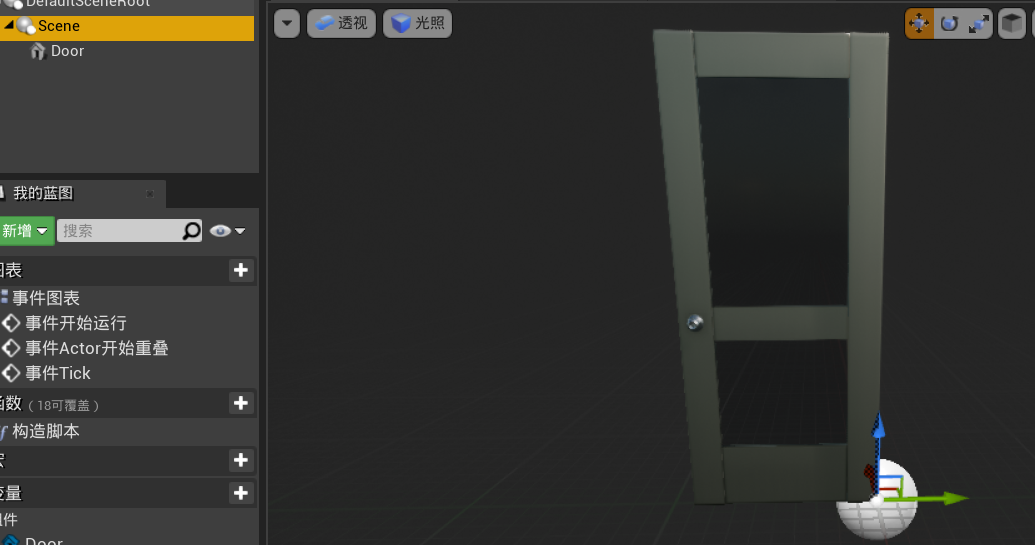 DefaultSceneRoot
Scene
Door
透视
光照
我的蓝图
新增
搜索
图表
事件图表
事件开始运行
事件Actor开始重叠
事件Tick
函数 (18可覆盖)
构造脚本
变量
组件
Door